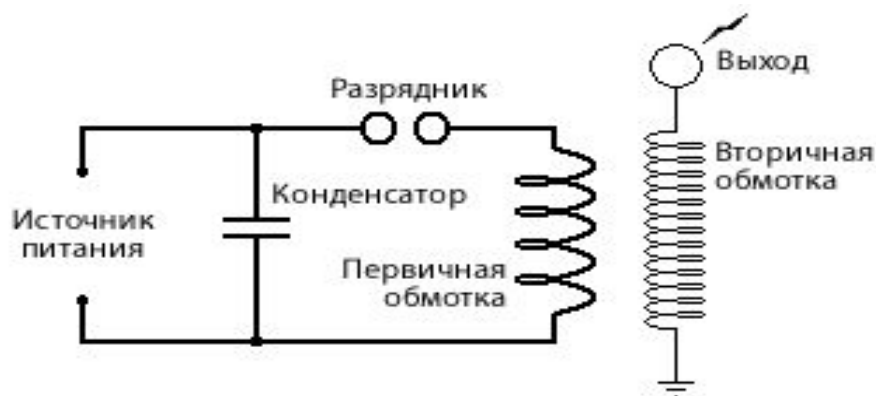 Разрядник
Выход
Вторичная
обмотка
Конденсатор
Источник
питания
Первичная
обмотка